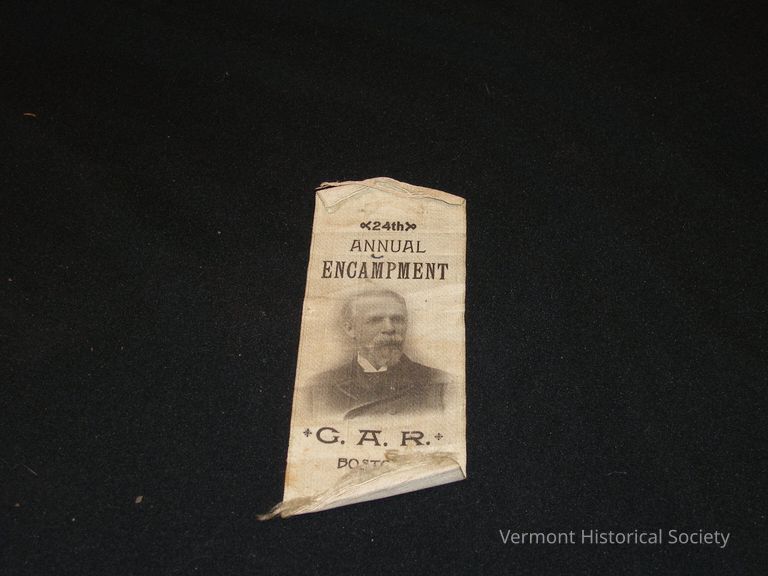 24th
ANNUAL
ENCAMPMENT
G. A. R.
Vermont Historical Society